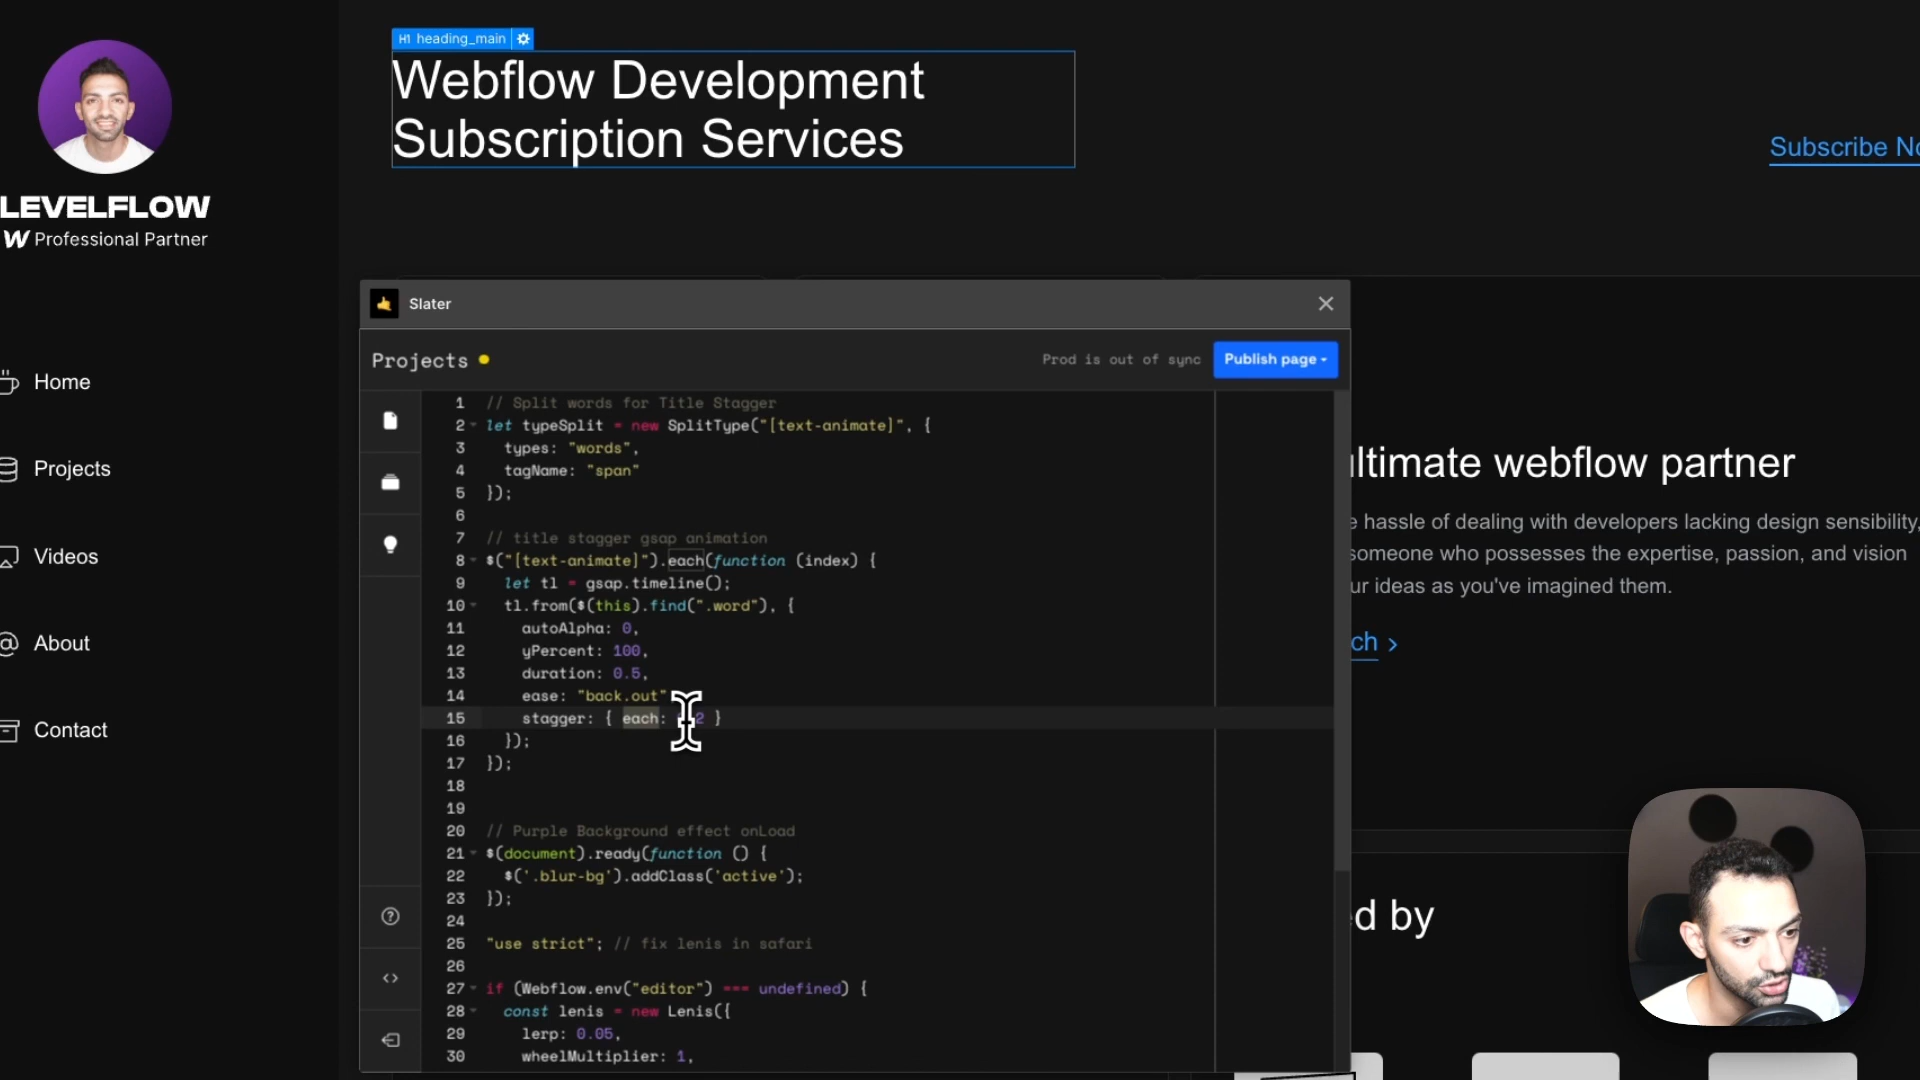 H1 heading_main
Webflow Development
Subscription Services
Subscribe No
LEVELFLOW
W Professional Partner
Home
Projects
Videos
About
Contact
Slater
Projects
Prod is out of sync
Publish page
1 // Split words for Title Stagger
2 let typeSplit = new SplitType("[text-animate]", {
3 types: "words",
4 tagName: "span"
5 });
6
7 // title stagger gsap animation
8 $("[text-animate]").each(function (index) {
9 let tl = gsap.timeline();
10 tl.from($(this).find(".word"), {
11 autoAlpha: 0,
12 yPercent: 100,
13 duration: 0.5,
14 ease: "back.out"
15 stagger: { each: 2 }
16 });
17 });
18
19
20 // Purple Background effect onLoad
21 $(document).ready(function () {
22 $('.blur-bg').addClass('active');
23 });
24
25 "use strict"; // fix lenis in safari
26
27 if (Webflow.env("editor") === undefined) {
28 const lenis = new Lenis({
29 lerp: 0.05,
30 wheelMultiplier: 1,
ltimate webflow partner
e hassle of dealing with developers lacking design sensibility,
someone who possesses the expertise, passion, and vision
ur ideas as you've imagined them.
ch >
d by